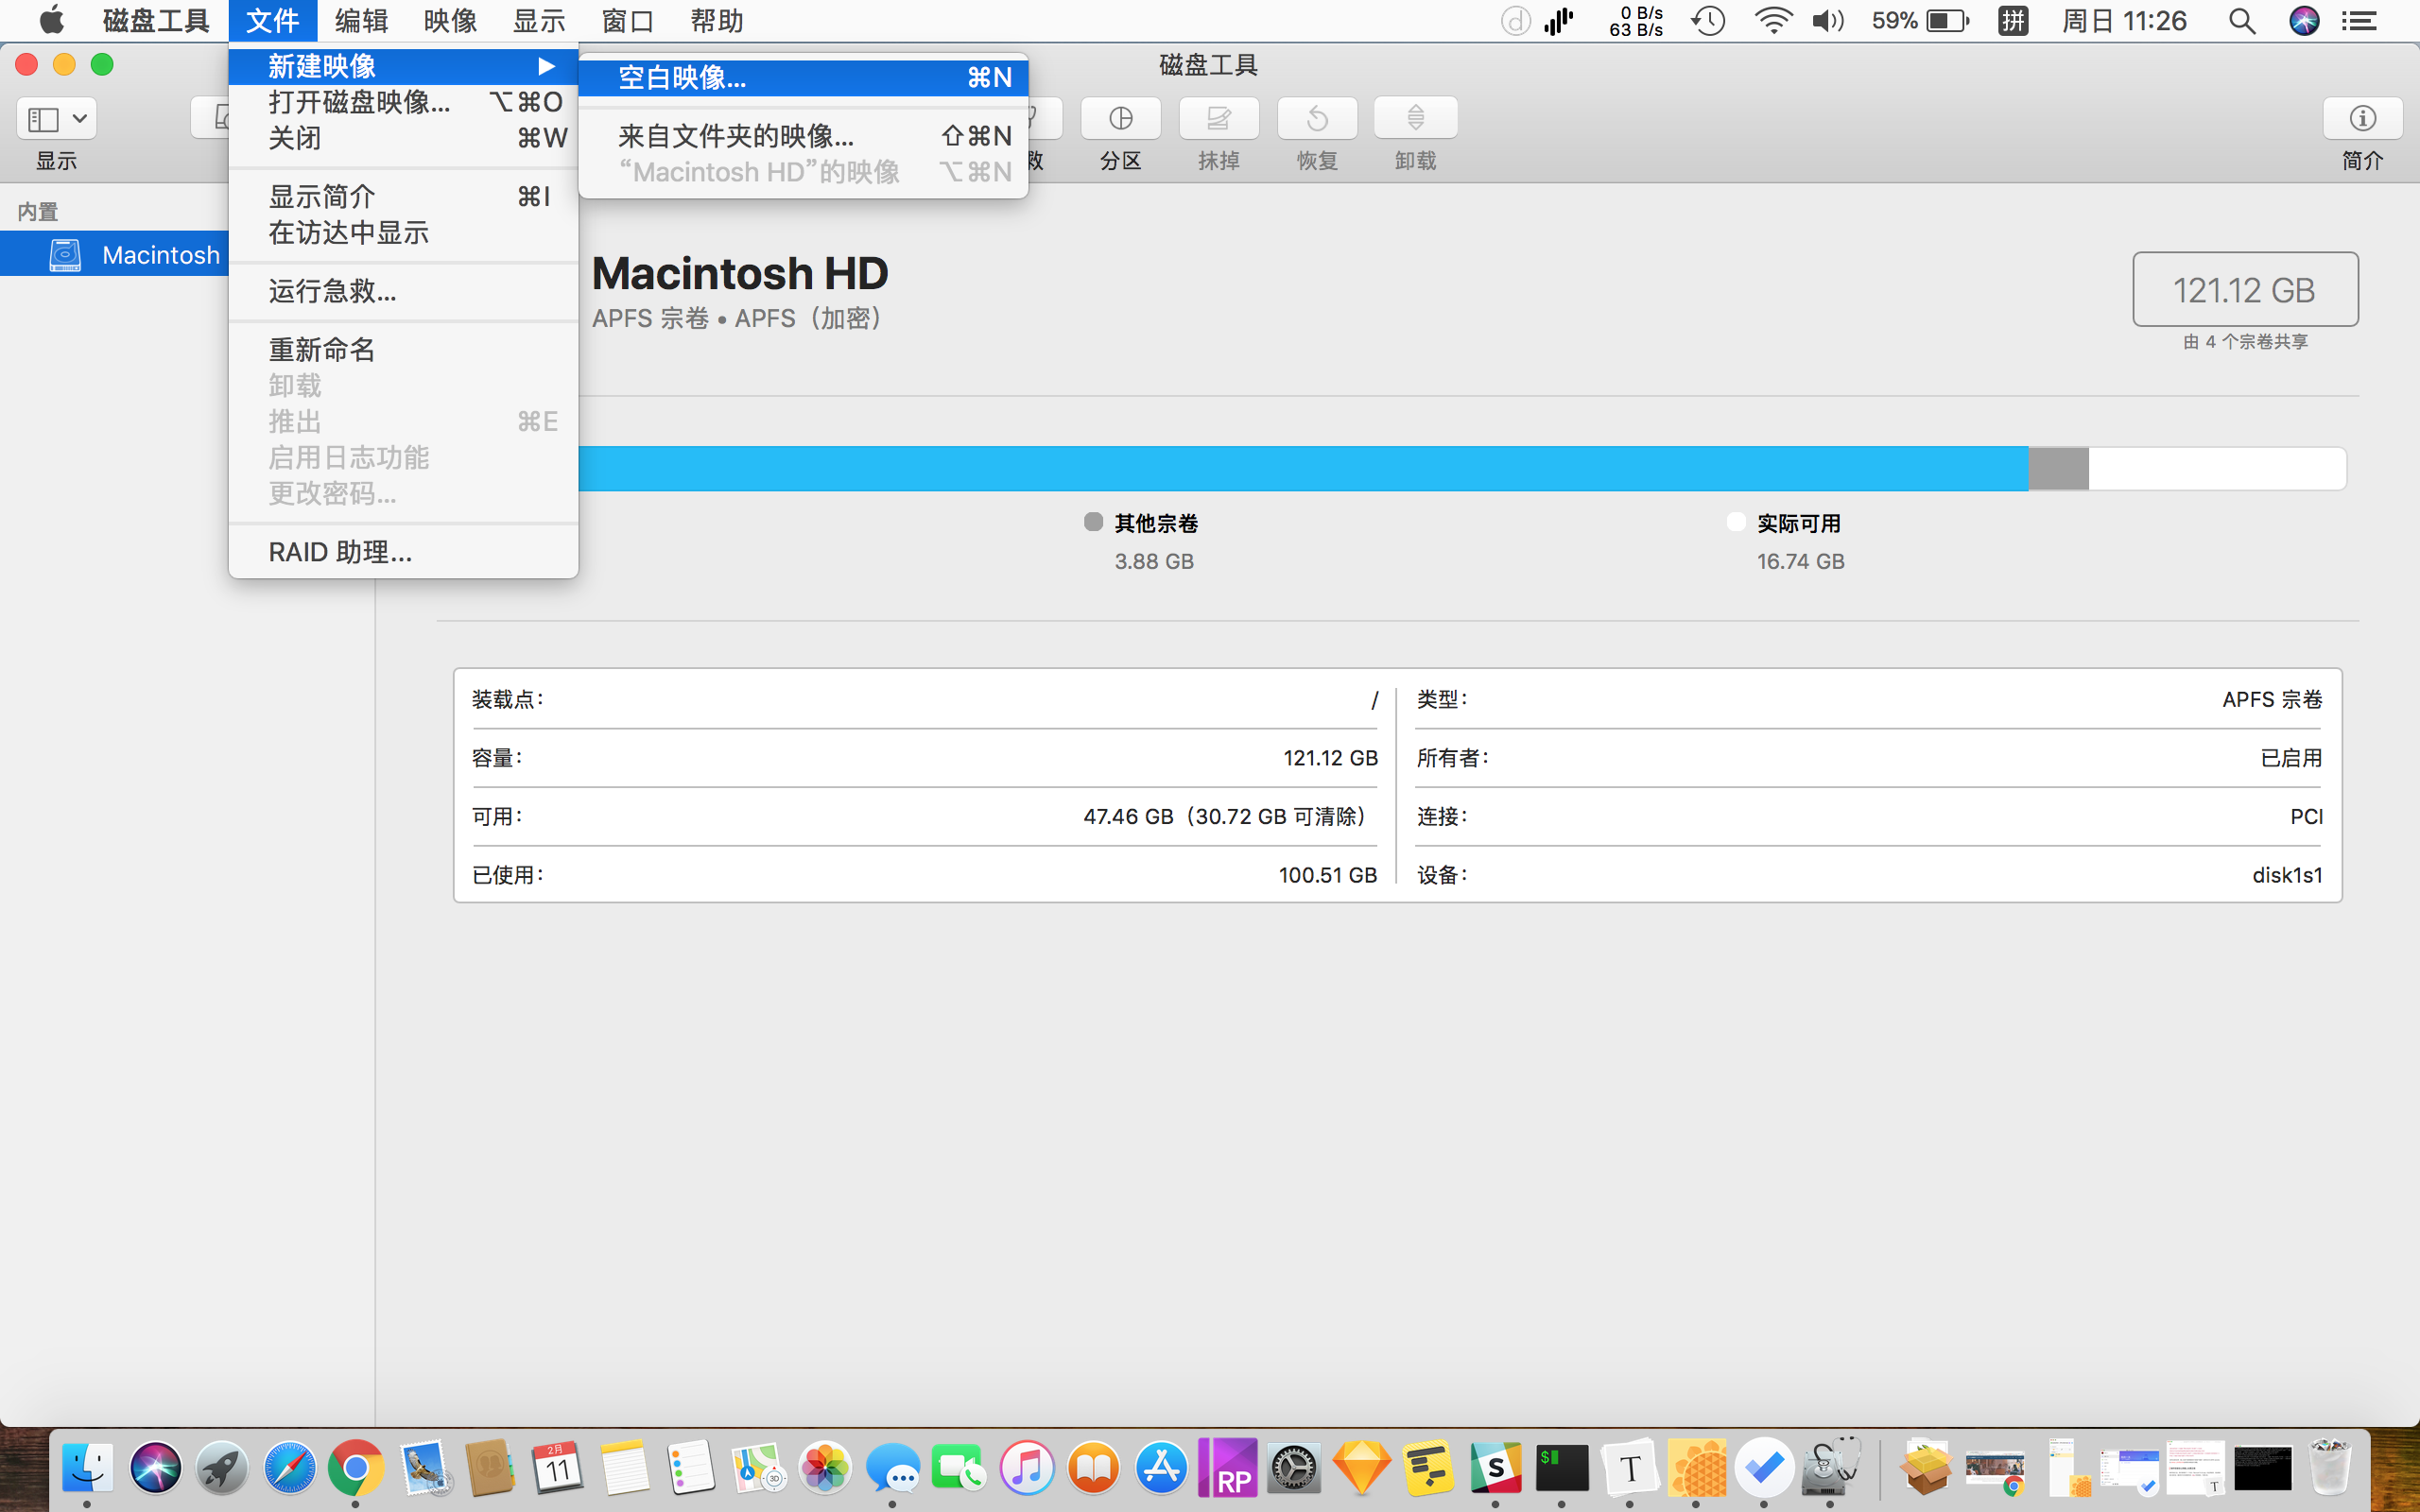 磁盘工具 文件 编辑 映像 显示 窗口 帮助 0 B/s 63 B/s 59% 拼 周日 11:26
磁盘工具
新建映像 ▶
打开磁盘映像... ⌥⌘O
关闭 ⌘W
显示简介 ⌘I
在访达中显示
运行急救...
重新命名
卸载
推出 ⌘E
启用日志功能
更改密码...
RAID 助理...
空白映像... ⌘N
来自文件夹的映像... ⇧⌘N
“Macintosh HD”的映像 ⌥⌘N
显示 救 分区 抹掉 恢复 卸载 简介
内置
Macintosh
Macintosh HD
APFS 宗卷 • APFS（加密）
121.12 GB
由 4 个宗卷共享
其他宗卷
3.88 GB
实际可用
16.74 GB
装载点： /
类型： APFS 宗卷
容量： 121.12 GB
所有者： 已启用
可用： 47.46 GB（30.72 GB 可清除）
连接： PCI
已使用： 100.51 GB
设备： disk1s1
2月
11
3D
RP
S
$
T
T